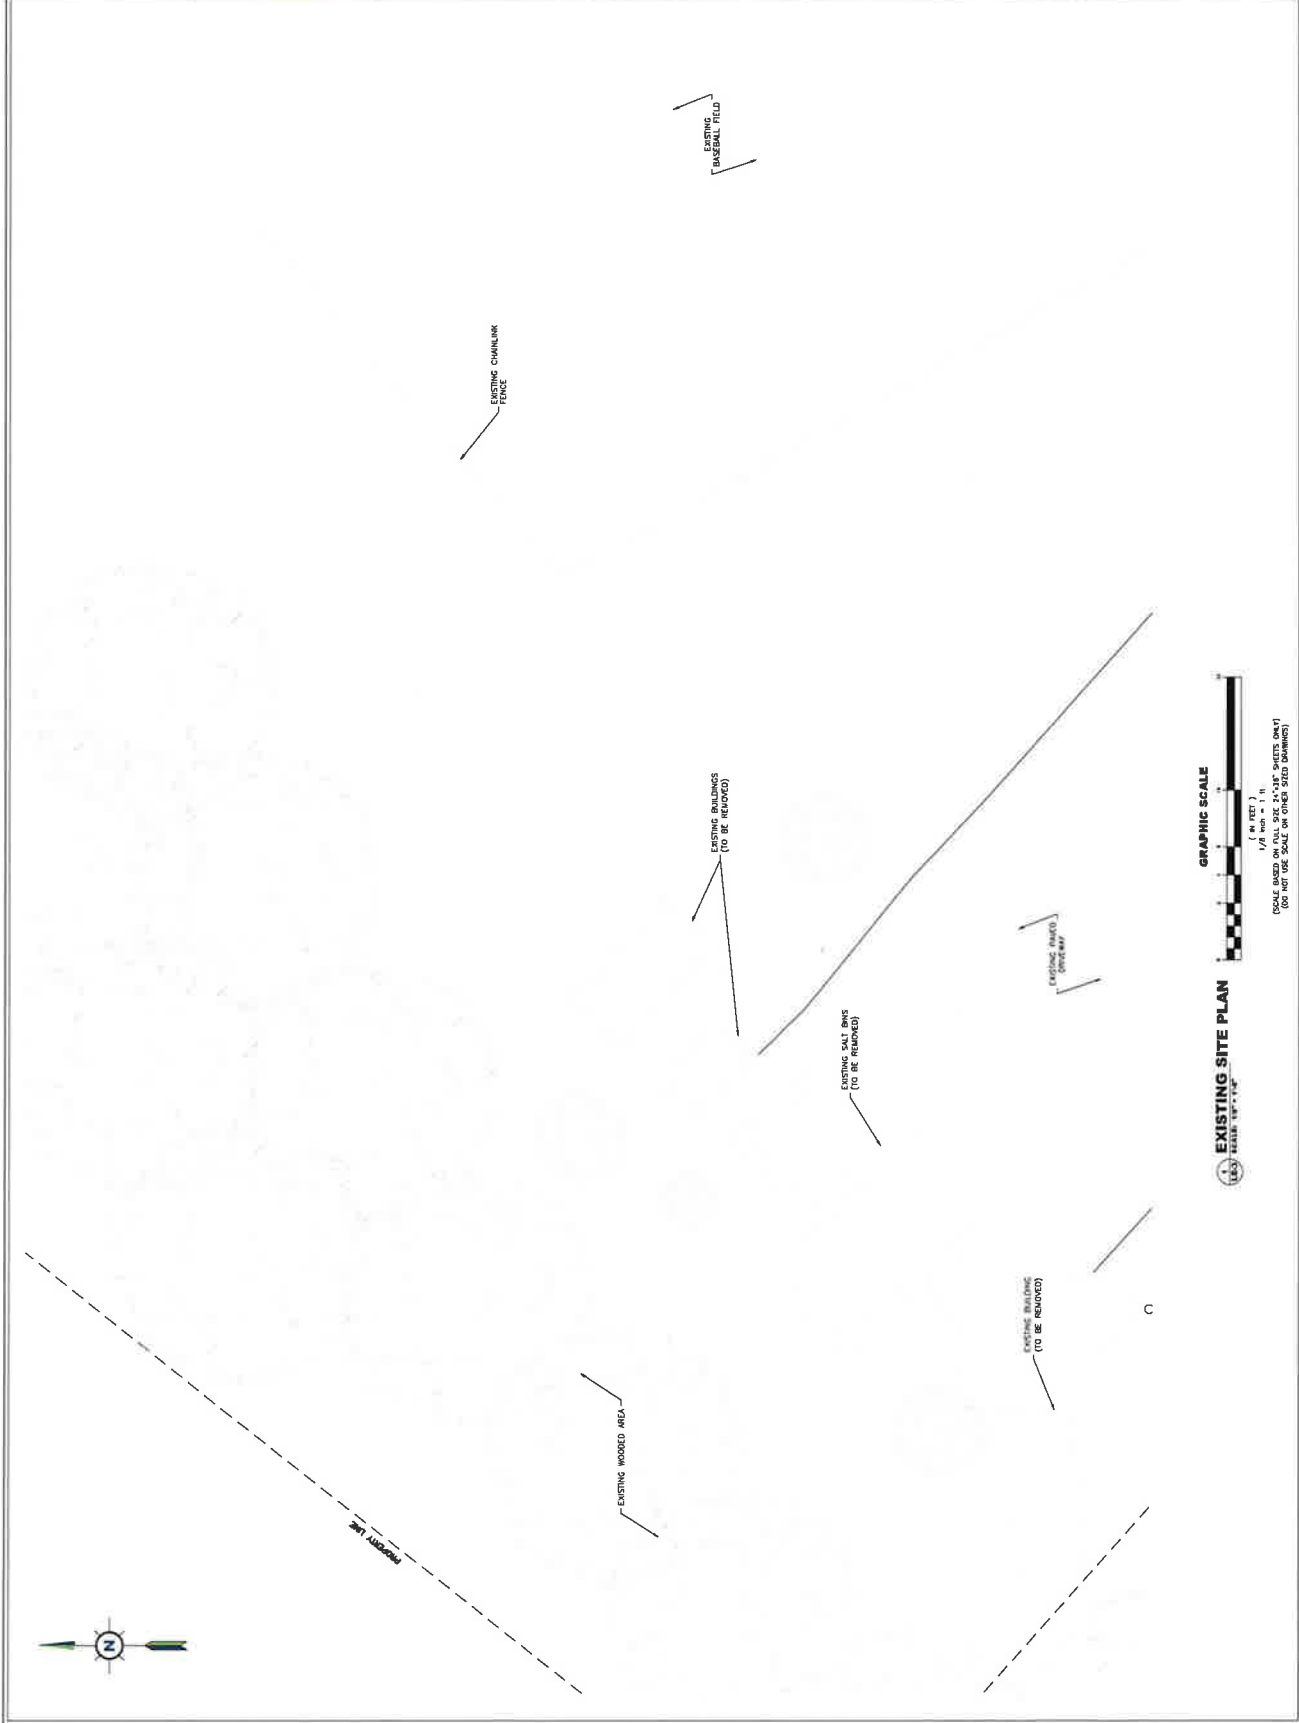 N
PROPERTY LINE
EXISTING WOODED AREA
EXISTING CHAINLINK
FENCE
EXISTING
BASEBALL FIELD
EXISTING BUILDINGS
(TO BE REMOVED)
EXISTING SALT BINS
(TO BE REMOVED)
EXISTING PAVED
DRIVEWAY
EXISTING BUILDING
(TO BE REMOVED)
C
1
EXISTING SITE PLAN
GRAPHIC SCALE
( IN FEET )
1/8 inch = 1 ft
(SCALE BASED ON FULL SIZE 24"x36" SHEETS ONLY)
(DO NOT USE SCALE ON OTHER SIZED DRAWINGS)